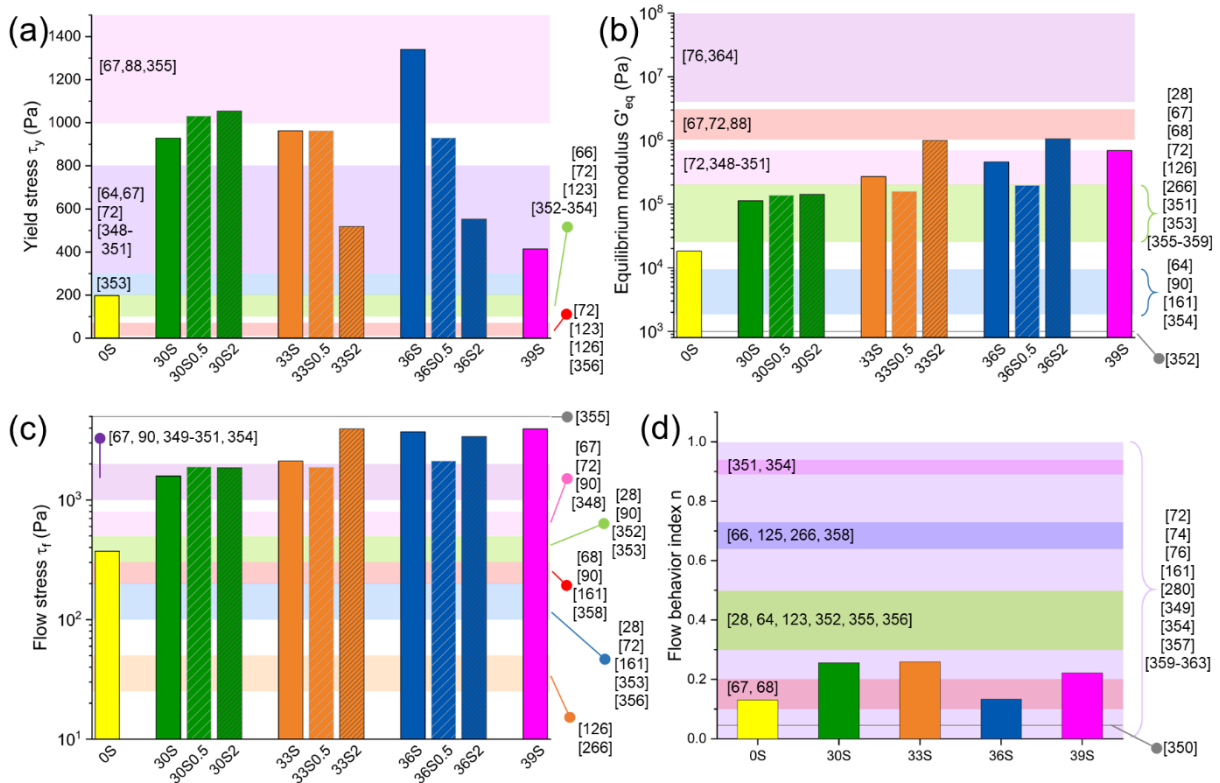 (a)
Yield stress τy (Pa)
1400
1200
1000
800
600
400
200
0
[67,88,355]
[64,67]
[72]
[348-
351]
[353]
[66]
[72]
[123]
[352-354]
[72]
[123]
[126]
[356]
0S
30S
30S0.5
30S2
33S
33S0.5
33S2
36S
36S0.5
36S2
39S
(b)
Equilibrium modulus G'eq (Pa)
10^8
10^7
10^6
10^5
10^4
10^3
[76,364]
[67,72,88]
[72,348-351]
[28]
[67]
[68]
[72]
[126]
[266]
[351]
[353]
[355-359]
[64]
[90]
[161]
[354]
[352]
0S
30S
30S0.5
30S2
33S
33S0.5
33S2
36S
36S0.5
36S2
39S
(c)
Flow stress τf (Pa)
10^3
10^2
10^1
[67, 90, 349-351, 354)
[355]
[67]
[72]
[90]
[348]
[28]
[90]
[352]
[353]
[68]
[90]
[161]
[358]
[28]
[72]
[161]
[353]
[356]
[126]
[266]
0S
30S
30S0.5
30S2
33S
33S0.5
33S2
36S
36S0.5
36S2
39S
(d)
Flow behavior index n
1.0
0.8
0.6
0.4
0.2
0.0
[351, 354]
[66, 125, 266, 358]
[28, 64, 123, 352, 355, 356]
[67, 68]
[72]
[74]
[76]
[161]
[280]
[349]
[354]
[357]
[359-363]
[350]
0S
30S
33S
36S
39S